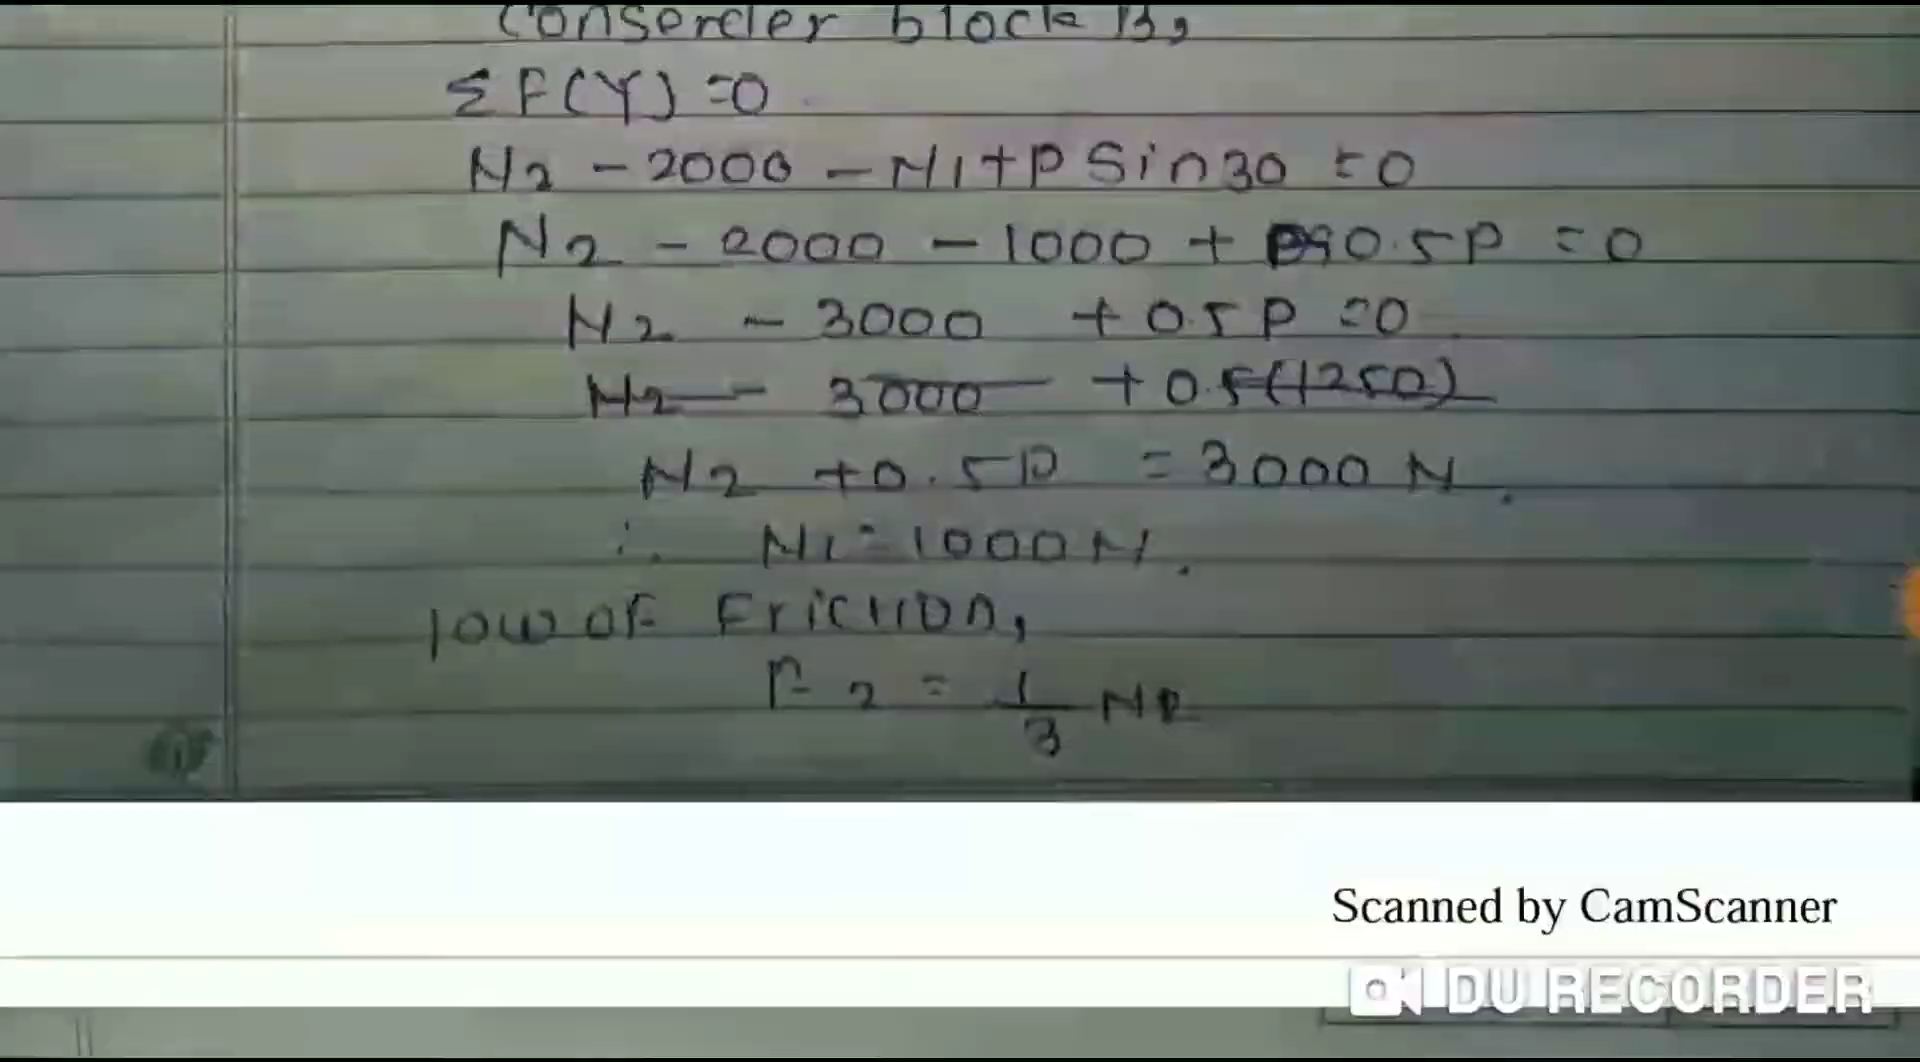 Conserder block B,
ΣF(Y) =0
N2 - 2000 - N1 + P Sin30 = 0
N2 - 2000 - 1000 + 0.5P = 0
N2 - 3000 + 0.5P = 0
N2 - 3000 + 0.5(1250)
N2 + 0.5P = 3000 N.
∴ N1 = 1000 N.
low of Friction,
F2 = 1/3 N2
Scanned by CamScanner
DU RECORDER